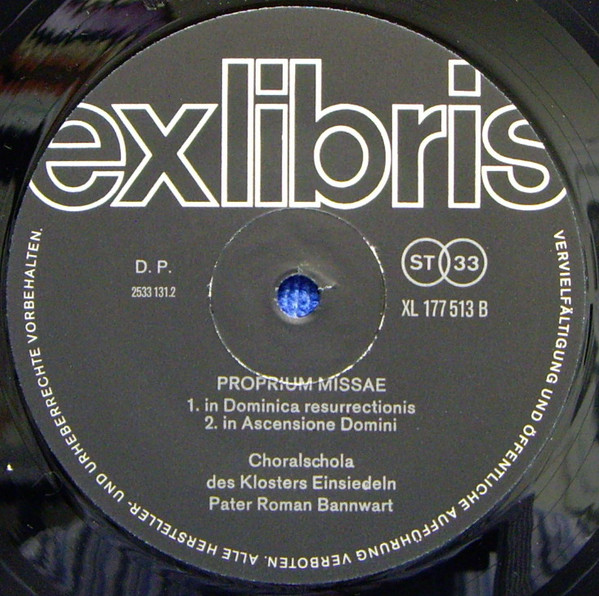 exlibris
D. P.
2533 131.2
ST 33
XL 177 513 B
PROPRIUM MISSAE
1. in Dominica resurrectionis
2. in Ascensione Domini
Choralschola
des Klosters Einsiedeln
Pater Roman Bannwart
VERVIELFÄLTIGUNG UND ÖFFENTLICHE AUFFÜHRUNG VERBOTEN. ALLE HERSTELLER- UND URHEBERRECHTE VORBEHALTEN.